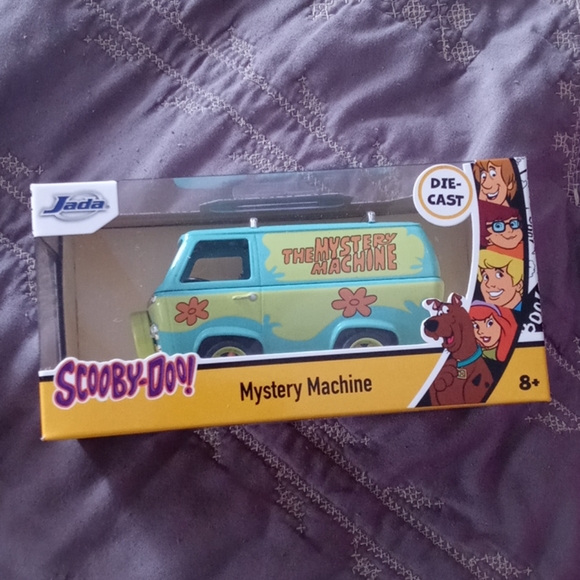 Jada
DIE-
CAST
THE MYSTERY
MACHINE
SCOOBY-DOO!
Mystery Machine
8+